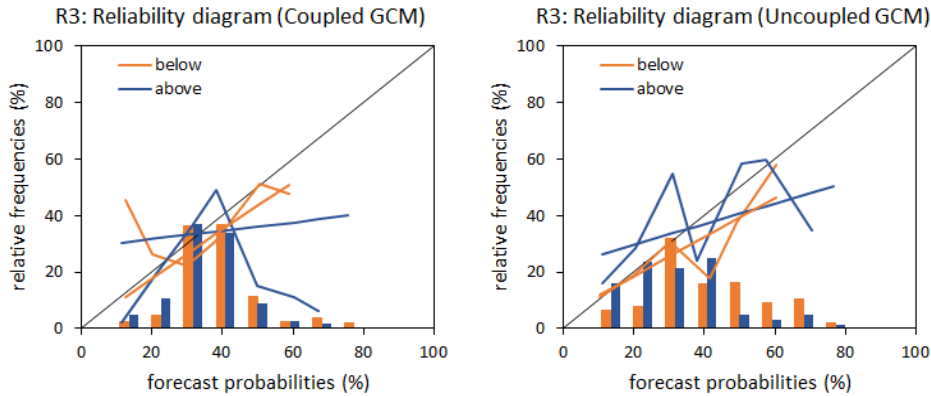 R3: Reliability diagram (Coupled GCM)
100
80
60
40
20
0
relative frequencies (%)
below
above
0 20 40 60 80 100
forecast probabilities (%)
R3: Reliability diagram (Uncoupled GCM)
100
80
60
40
20
0
relative frequencies (%)
below
above
0 20 40 60 80 100
forecast probabilities (%)